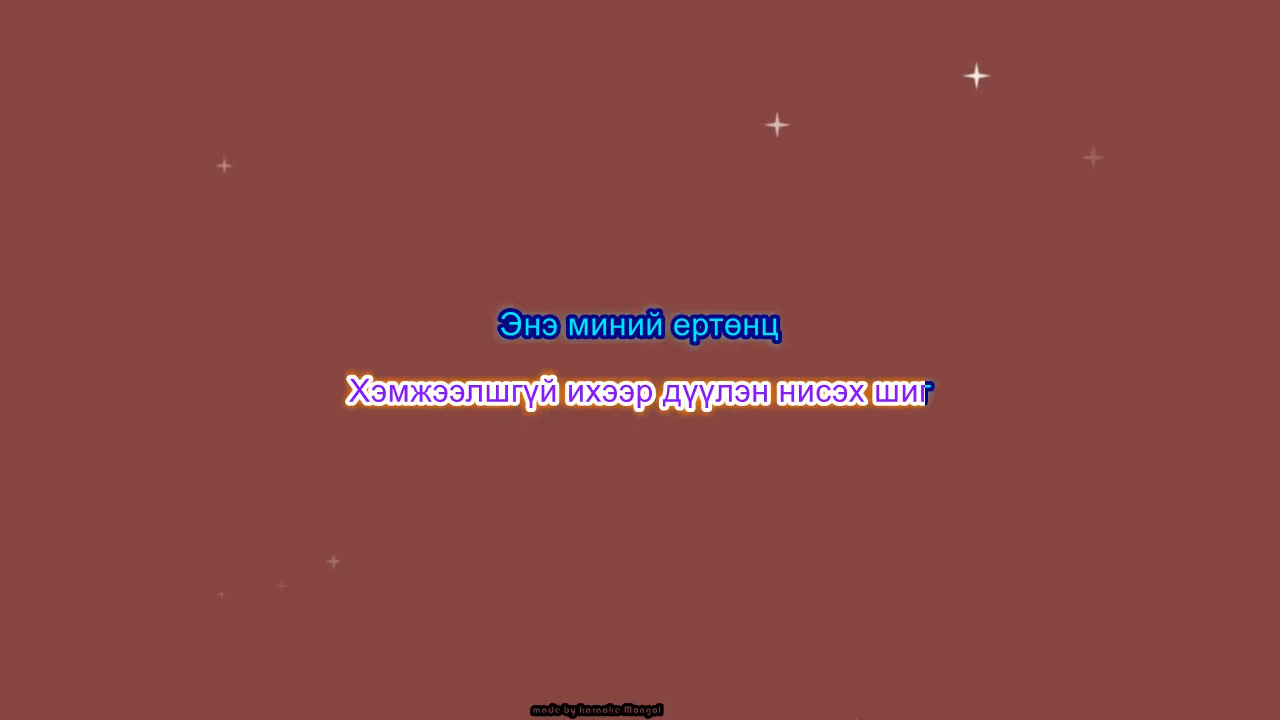 Энэ миний ертөнц
Хэмжээлшгүй ихээр дүүлэн нисэх шиг
made by karaoke Mongol